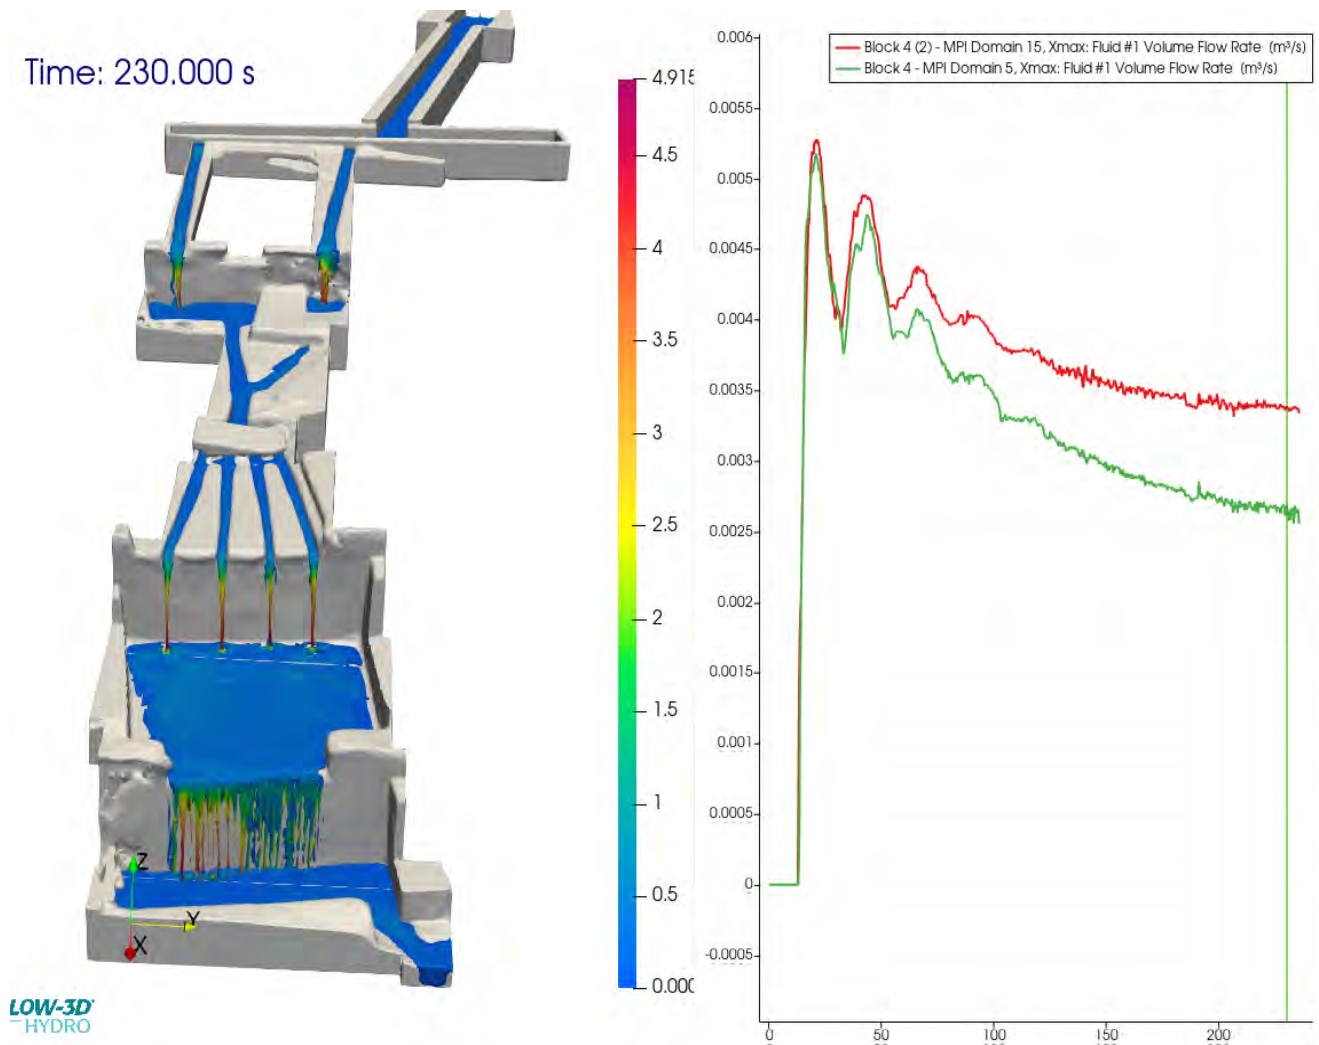 Time: 230.000 s
4.915
4.5
4
3.5
3
2.5
2
1.5
1
0.5
0.000
Z
Y
X
LOW-3D
HYDRO
Block 4 (2) - MPI Domain 15, Xmax: Fluid #1 Volume Flow Rate (m³/s)
Block 4 - MPI Domain 5, Xmax: Fluid #1 Volume Flow Rate (m³/s)
0.006
0.0055
0.005
0.0045
0.004
0.0035
0.003
0.0025
0.002
0.0015
0.001
0.0005
0
-0.0005
0 50 100 150 200